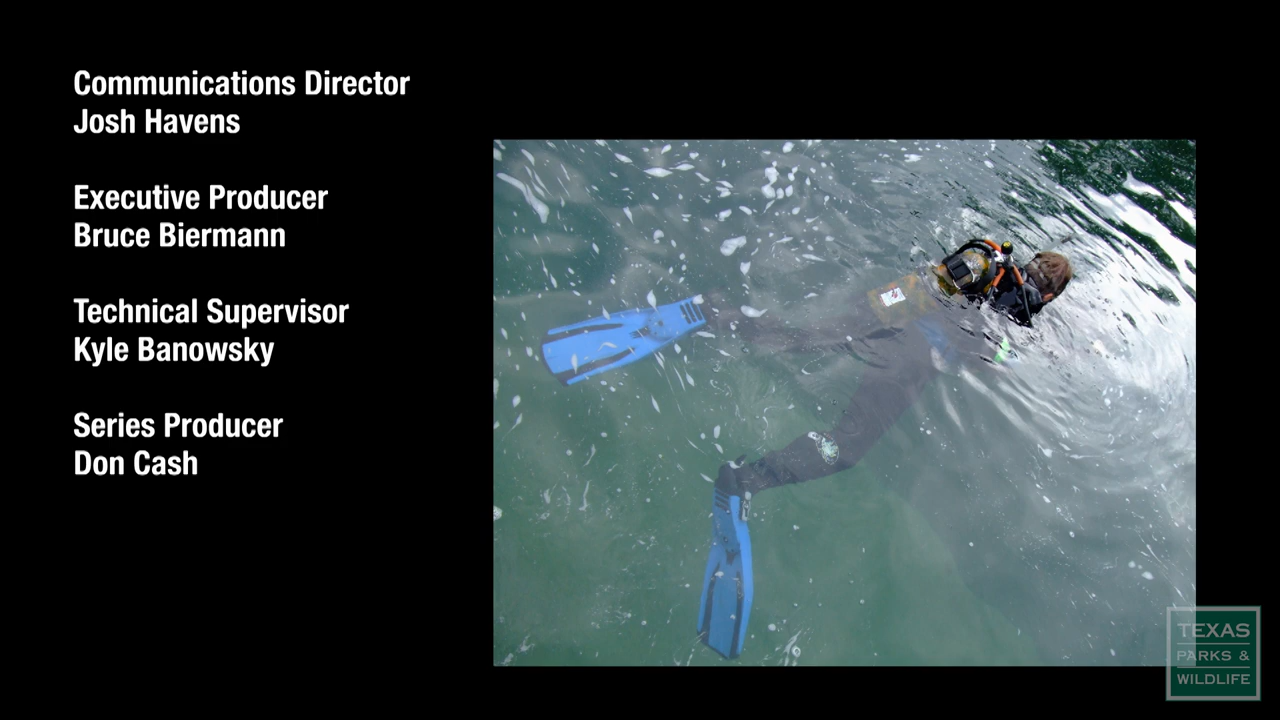 Communications Director
Josh Havens
Executive Producer
Bruce Biermann
Technical Supervisor
Kyle Banowsky
Series Producer
Don Cash
TEXAS
PARKS &
WILDLIFE